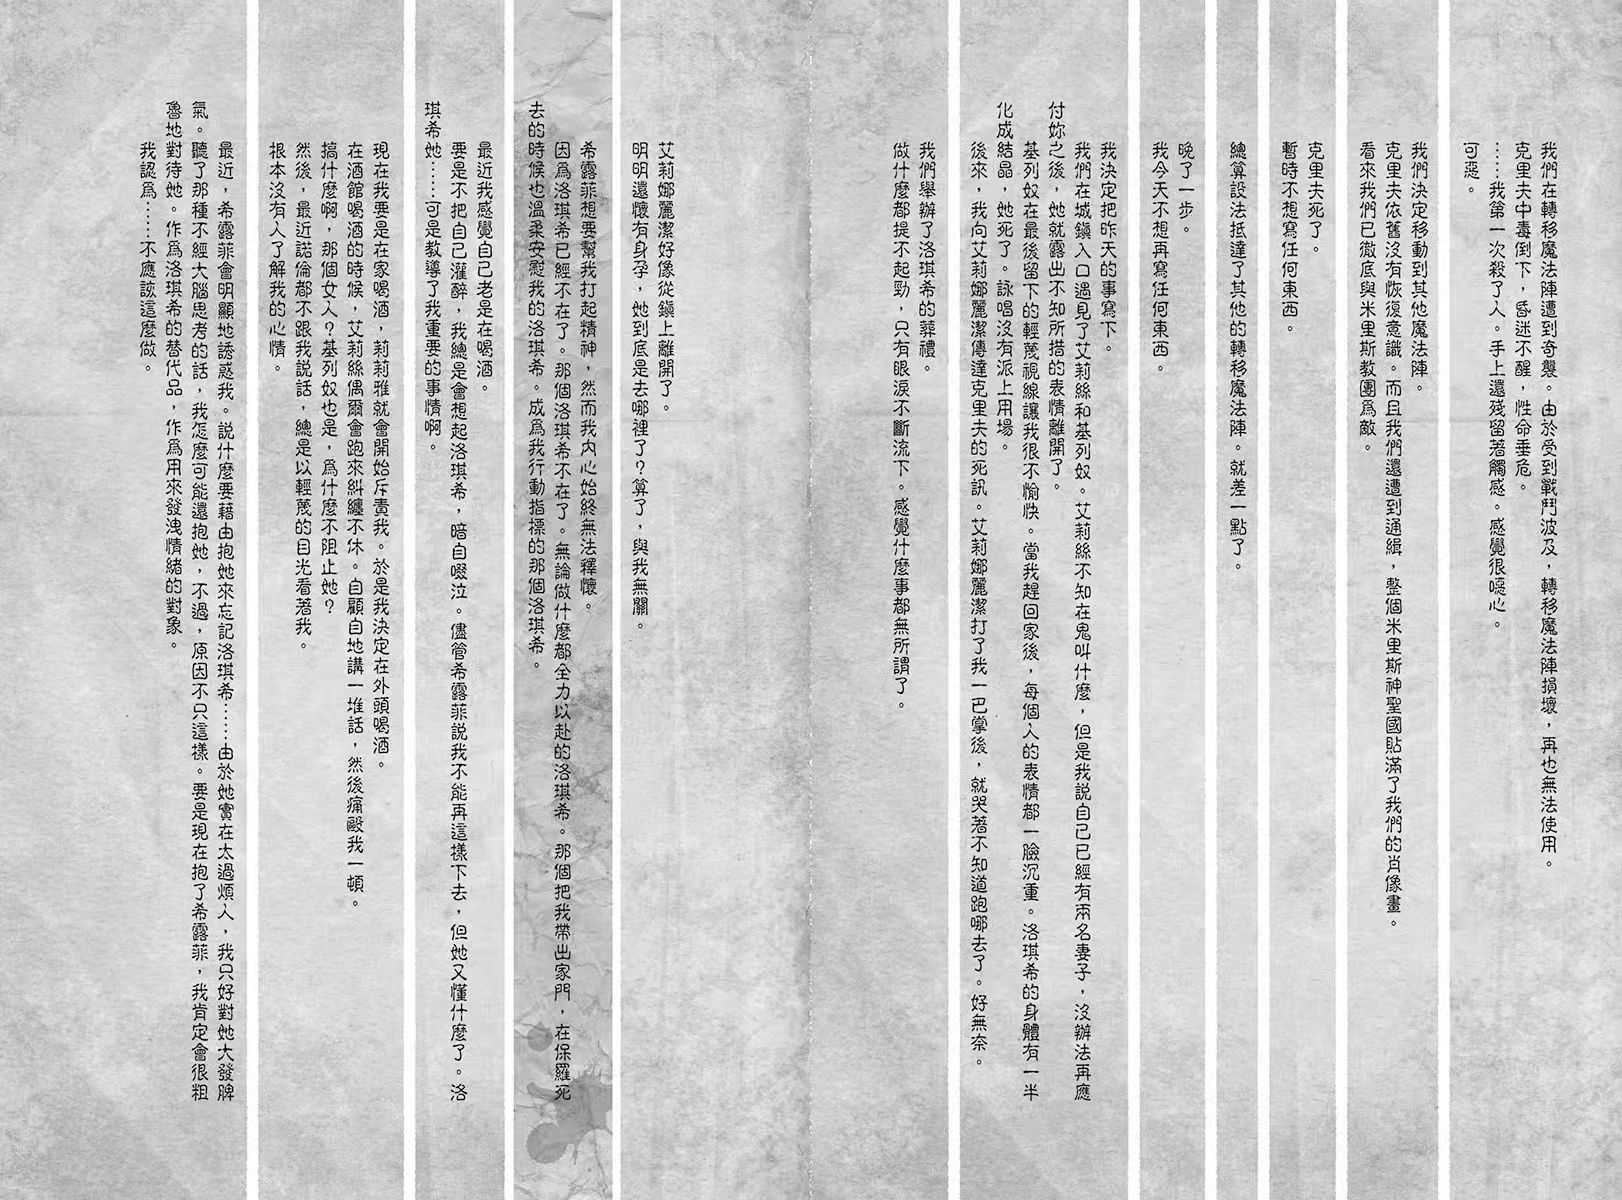 我們在轉移魔法陣遭到奇襲。由於受到戰鬥波及，轉移魔法陣損壞，再也無法使用。
克里夫中毒倒下，昏迷不醒，性命垂危。
……我第一次殺了人。手上還殘留著觸感。感覺很噁心。
可惡。
我們決定移動到其他魔法陣。
克里夫依舊沒有恢復意識。而且我們還遭到通緝，整個米里斯神聖國貼滿了我們的肖像畫。
看來我們已徹底與米里斯教團為敵。
克里夫死了。
暫時不想寫任何東西。
總算設法抵達了其他的轉移魔法陣。就差一點了。
晚了一步。
我今天不想再寫任何東西。
我決定把昨天的事寫下。
我們在城鎮入口遇見了艾莉絲和基列奴。艾莉絲不知在鬼叫什麼，但是我說自己已經有兩名妻子，沒辦法再應
付妳之後，她就露出不知所措的表情離開了。
基列奴在最後留下的輕蔑視線讓我很不愉快。當我趕回家後，每個人的表情都一臉沉重。洛琪希的身體有一半
化成結晶，她死了。詠唱沒有派上用場。
後來，我向艾莉娜麗潔傳達克里夫的死訊。艾莉娜麗潔打了我一巴掌後，就哭著不知道跑哪去了。好無奈。
我們舉辦了洛琪希的葬禮。
做什麼都提不起勁，只有眼淚不斷流下。感覺什麼事都無所謂了。
艾莉娜麗潔好像從鎮上離開了。
明明還懷有身孕，她到底是去哪裡了？算了，與我無關。
希露菲想要幫我打起精神，然而我內心始終無法釋懷。
因為洛琪希已經不在了。那個洛琪希不在了。無論做什麼都全力以赴的洛琪希。那個把我帶出家門，在保羅死
去的時候也溫柔安慰我的洛琪希。成為我行動指標的那個洛琪希。
最近我感覺自己老是在喝酒。
要是不把自己灌醉，我總是會想起洛琪希，暗自啜泣。儘管希露菲說我不能再這樣下去，但她又懂什麼了。洛
琪希她……可是教導了我重要的事情啊。
現在我要是在家喝酒，莉莉雅就會開始斥責我。於是我決定在外頭喝酒。
在酒館喝酒的時候，艾莉絲偶爾會跑來糾纏不休。自顧自地講一堆話，然後痛毆我一頓。
搞什麼啊，那個女人？基列奴也是，為什麼不阻止她？
然後，最近諾倫都不跟我說話，總是以輕蔑的目光看著我。
根本沒有人了解我的心情。
最近，希露菲會明顯地誘惑我。說什麼要藉由抱她來忘記洛琪希……由於她實在太過煩人，我只好對她大發脾
氣。聽了那種不經大腦思考的話，我怎麼可能還抱她，不過，原因不只這樣。要是現在抱了希露菲，我肯定會很粗
魯地對待她。作為洛琪希的替代品，作為用來發洩情緒的對象。
我認為……不應該這麼做。